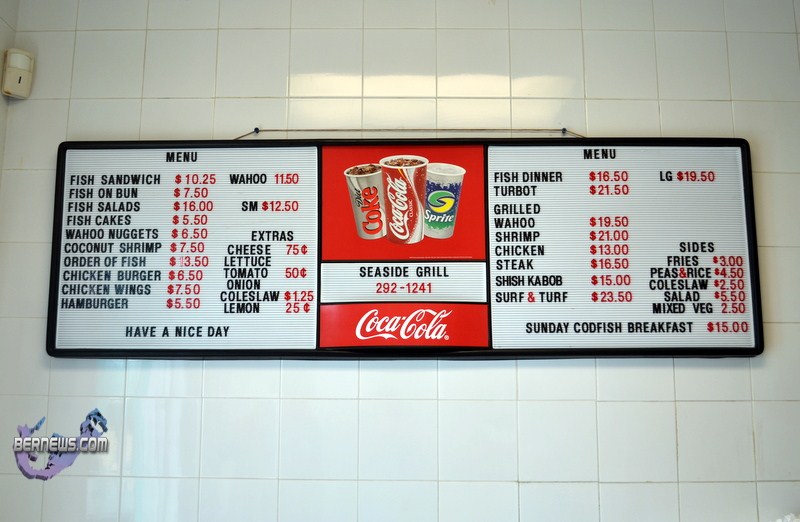 MENU
FISH SANDWICH $10.25 WAHOO 11.50
FISH ON BUN $7.50
FISH SALADS $16.00 SM $12.50
FISH CAKES $5.50
WAHOO NUGGETS $6.50 EXTRAS
COCONUT SHRIMP $7.50 CHEESE 75¢
ORDER OF FISH 13.50 LETTUCE
CHICKEN BURGER $6.50 TOMATO 50¢
CHICKEN WINGS $7.50 ONION
HAMBURGER $5.50 COLESLAW $1.25
LEMON 25¢
HAVE A NICE DAY
Diet Coke
Coca-Cola
CLASSIC
Sprite
SEASIDE GRILL
292-1241
Coca-Cola®
MENU
FISH DINNER $16.50 LG $19.50
TURBOT $21.50
GRILLED
WAHOO $19.50
SHRIMP $21.00
CHICKEN $13.00 SIDES
STEAK $16.50 FRIES $3.00
PEAS&RICE $4.50
SHISH KABOB $15.00 COLESLAW $2.50
SURF & TURF $23.50 SALAD $5.50
MIXED VEG 2.50
SUNDAY CODFISH BREAKFAST $15.00
BERNEWS.COM